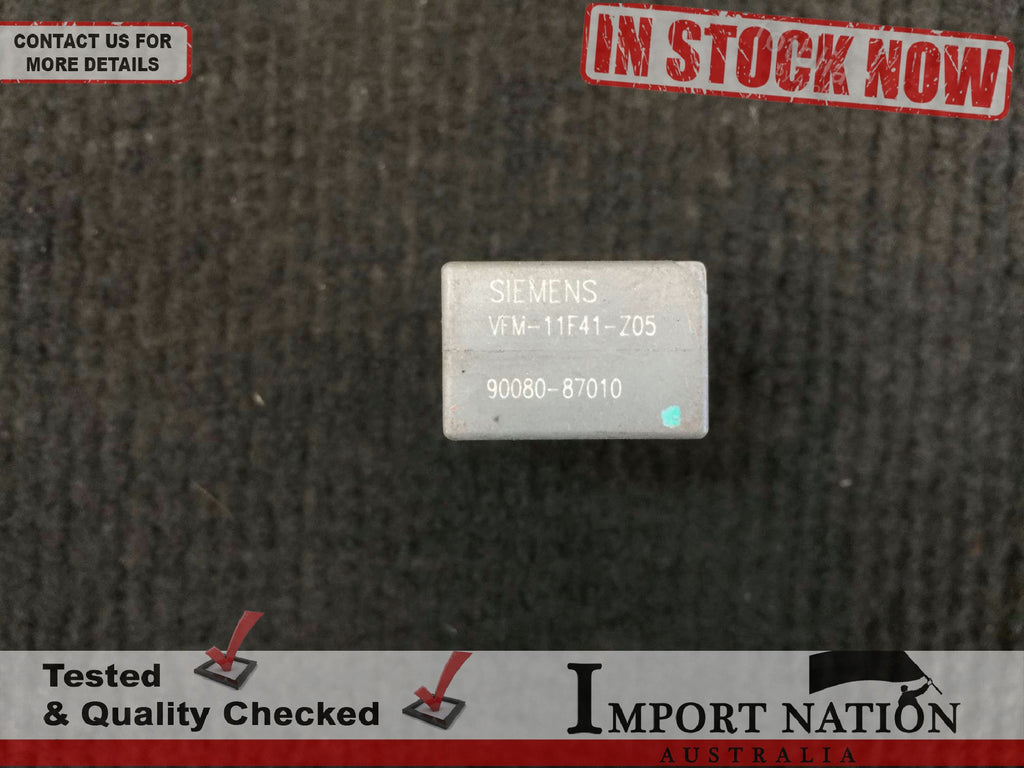 CONTACT US FOR
MORE DETAILS
IN STOCK NOW
SIEMENS
VFM-11F41-Z05
90080-87010
Tested
& Quality Checked
IMPORT NATION
AUSTRALIA